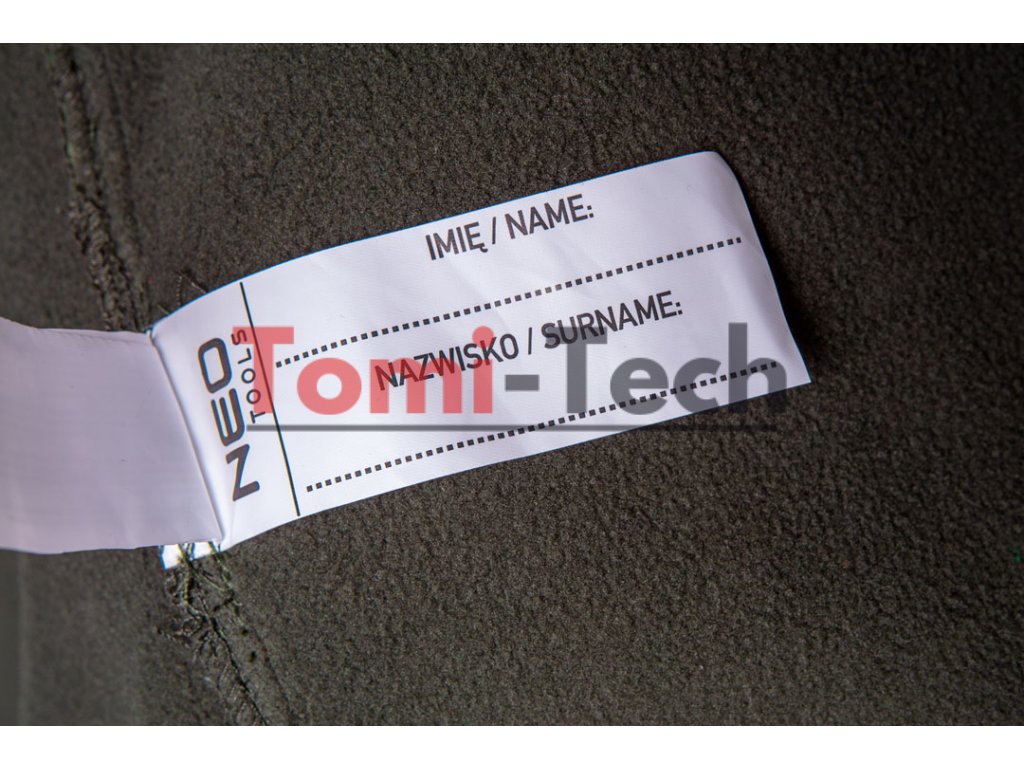 NEO
TOOLS
IMIĘ / NAME:
NAZWISKO / SURNAME:
Tomi-Tech